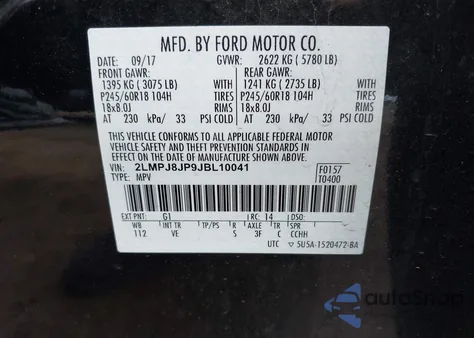 MFD. BY FORD MOTOR CO.
DATE: 09/17 GVWR: 2622 KG ( 5780 LB)
FRONT GAWR: REAR GAWR:
1395 KG ( 3075 LB) WITH 1241 KG ( 2735 LB) WITH
P245/60R18 104H TIRES P245/60R18 104H TIRES
18x8.0J RIMS 18x8.0J RIMS
AT 230 kPa/ 33 PSI COLD AT 230 kPa/ 33 PSI COLD
THIS VEHICLE CONFORMS TO ALL APPLICABLE FEDERAL MOTOR
VEHICLE SAFETY AND THEFT PREVENTION STANDARDS IN
EFFECT ON THE DATE OF MANUFACTURE SHOWN ABOVE.
VIN: 2LMPJ8JP9JBL10041 F0157
TYPE: MPV T0400
EXT PNT: G1 RC: 14 DSO:
WB INT TR TP/PS R AXLE TR SPR
112 VE S 3F C CCHH
UTC 5U5A-1520472-BA
AutoSnap